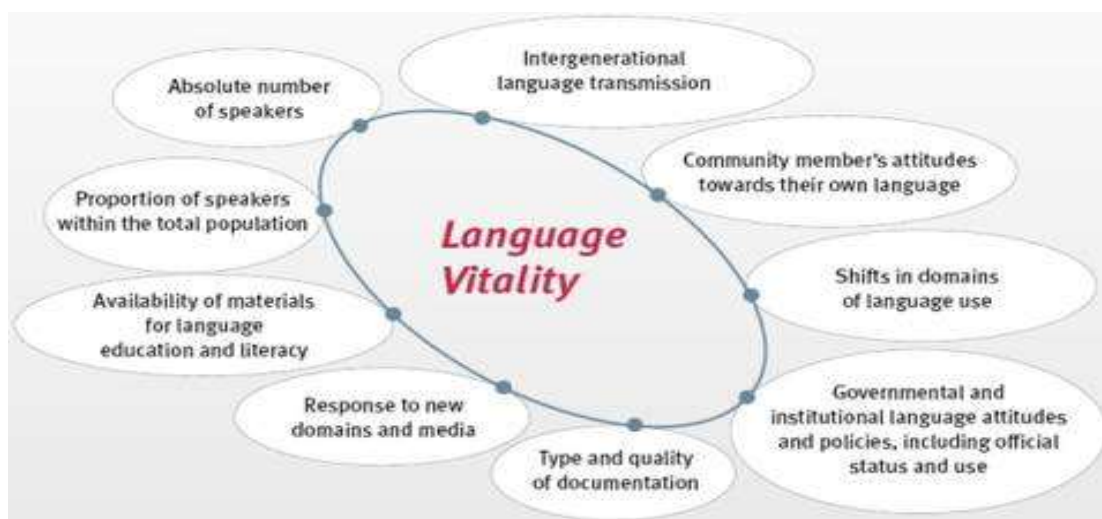 Intergenerational
language transmission
Absolute number
of speakers
Community member's attitudes
towards their own language
Proportion of speakers
within the total population
Language
Vitality
Shifts in domains
of language use
Availability of materials
for language
education and literacy
Governmental and
institutional language attitudes
and policies, including official
status and use
Response to new
domains and media
Type and quality
of documentation